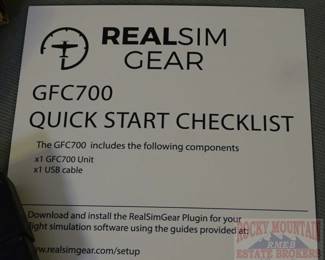 REALSIM
GEAR
GFC700
QUICK START CHECKLIST
The GFC700 includes the following components
x1 GFC700 Unit
x1 USB cable
Download and install the RealSimGear Plugin for your
flight simulation software using the guides provided at:
www.realsimgear.com/setup
ROCKY MOUNTAIN
RMEB
ESTATE BROKERS